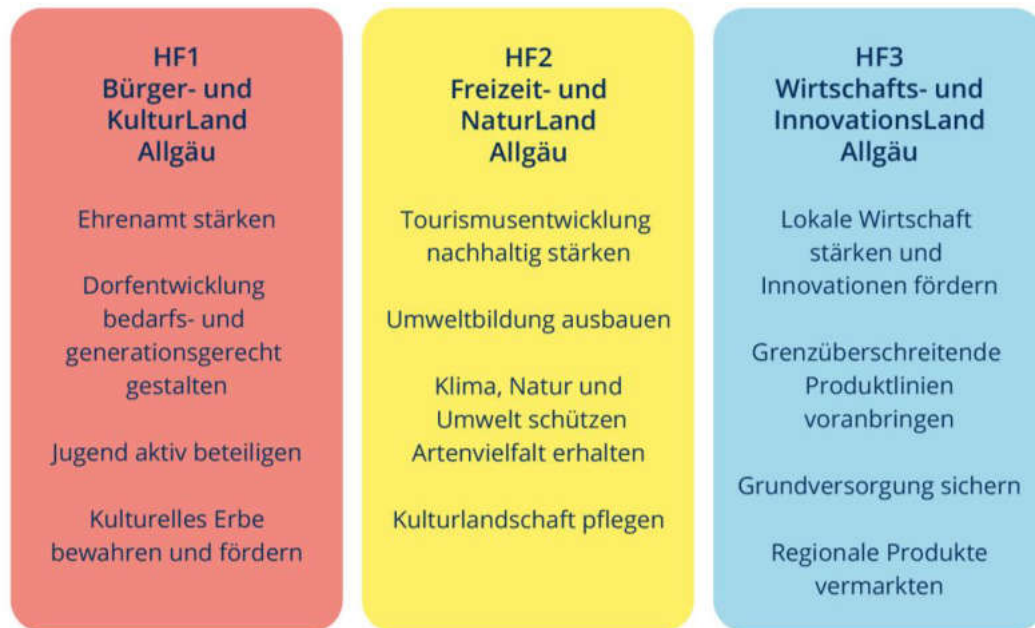 HF1
Bürger- und
KulturLand
Allgäu
Ehrenamt stärken
Dorfentwicklung
bedarfs- und
generationsgerecht
gestalten
Jugend aktiv beteiligen
Kulturelles Erbe
bewahren und fördern
HF2
Freizeit- und
NaturLand
Allgäu
Tourismusentwicklung
nachhaltig stärken
Umweltbildung ausbauen
Klima, Natur und
Umwelt schützen
Artenvielfalt erhalten
Kulturlandschaft pflegen
HF3
Wirtschafts- und
InnovationsLand
Allgäu
Lokale Wirtschaft
stärken und
Innovationen fördern
Grenzüberschreitende
Produktlinien
voranbringen
Grundversorgung sichern
Regionale Produkte
vermarkten